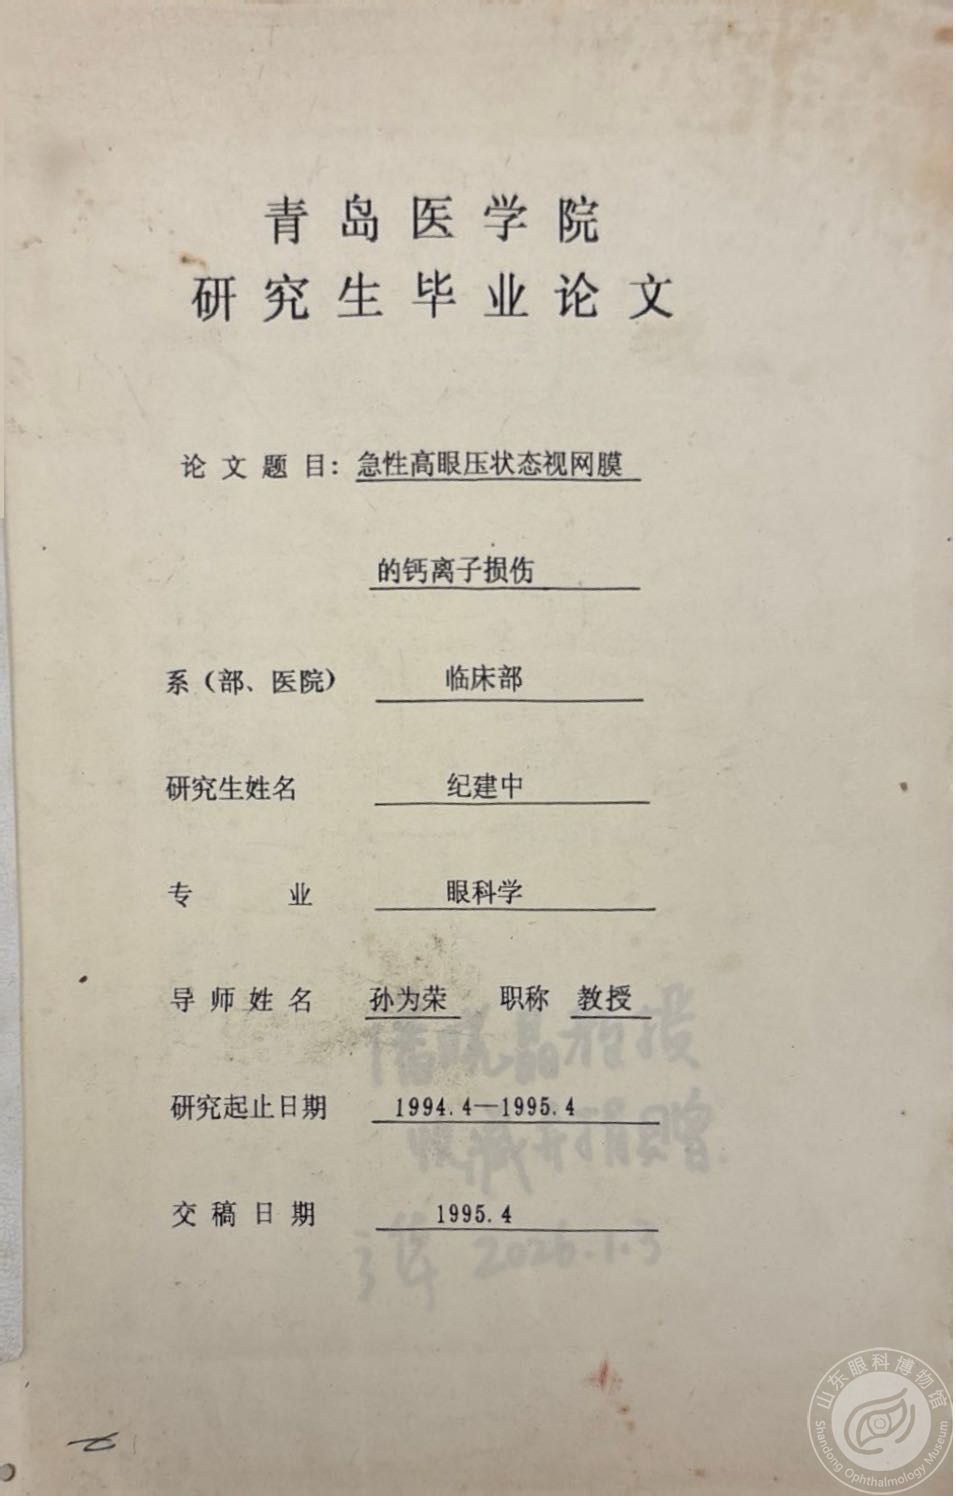 青岛医学院
研究生毕业论文
论文题目:急性高眼压状态视网膜
的钙离子损伤
系(部、医院) 临床部
研究生姓名 纪建中
专业 眼科学
导师姓名 孙为荣 职称 教授
研究起止日期 1994.4—1995.4
交稿日期 1995.4
捐赠
山东眼科博物馆
Shandong Ophthalmology Museum